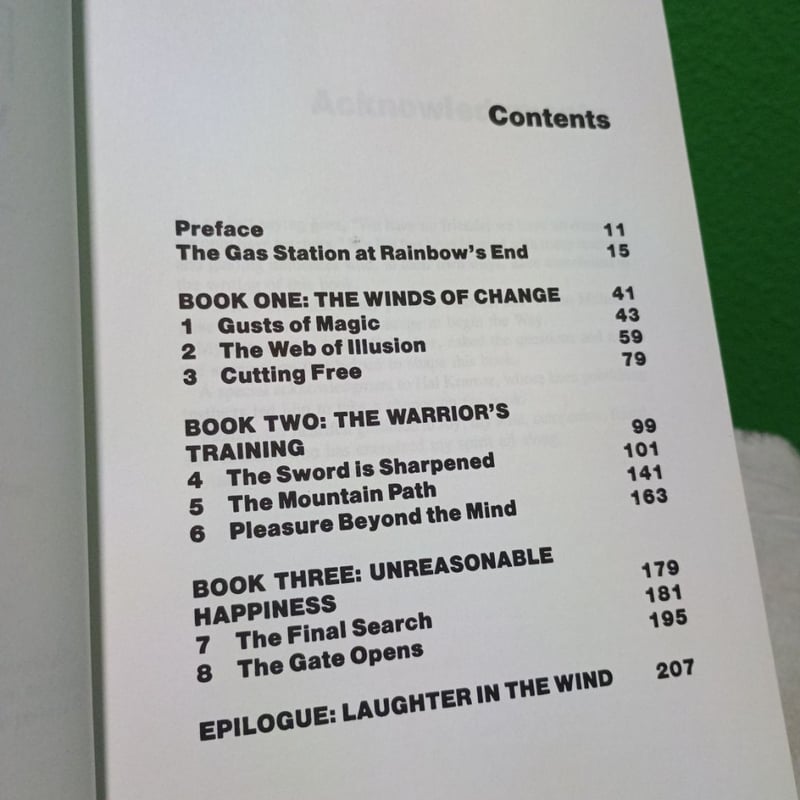 Contents
Preface 11
The Gas Station at Rainbow's End 15
BOOK ONE: THE WINDS OF CHANGE 41
1 Gusts of Magic 43
2 The Web of Illusion 59
3 Cutting Free 79
BOOK TWO: THE WARRIOR'S
TRAINING 99
4 The Sword is Sharpened 101
5 The Mountain Path 141
6 Pleasure Beyond the Mind 163
BOOK THREE: UNREASONABLE
HAPPINESS 179
7 The Final Search 181
8 The Gate Opens 195
EPILOGUE: LAUGHTER IN THE WIND 207